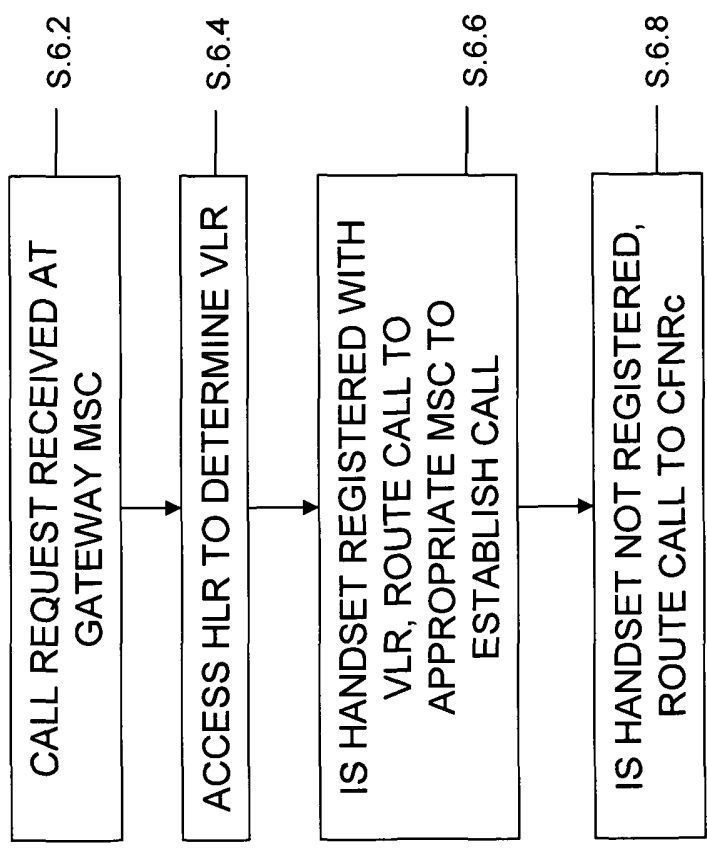 CALL REQUEST RECEIVED AT
GATEWAY MSC
S.6.2
ACCESS HLR TO DETERMINE VLR
S.6.4
IS HANDSET REGISTERED WITH
VLR, ROUTE CALL TO
APPROPRIATE MSC TO
ESTABLISH CALL
S.6.6
IS HANDSET NOT REGISTERED,
ROUTE CALL TO CFNRc
S.6.8